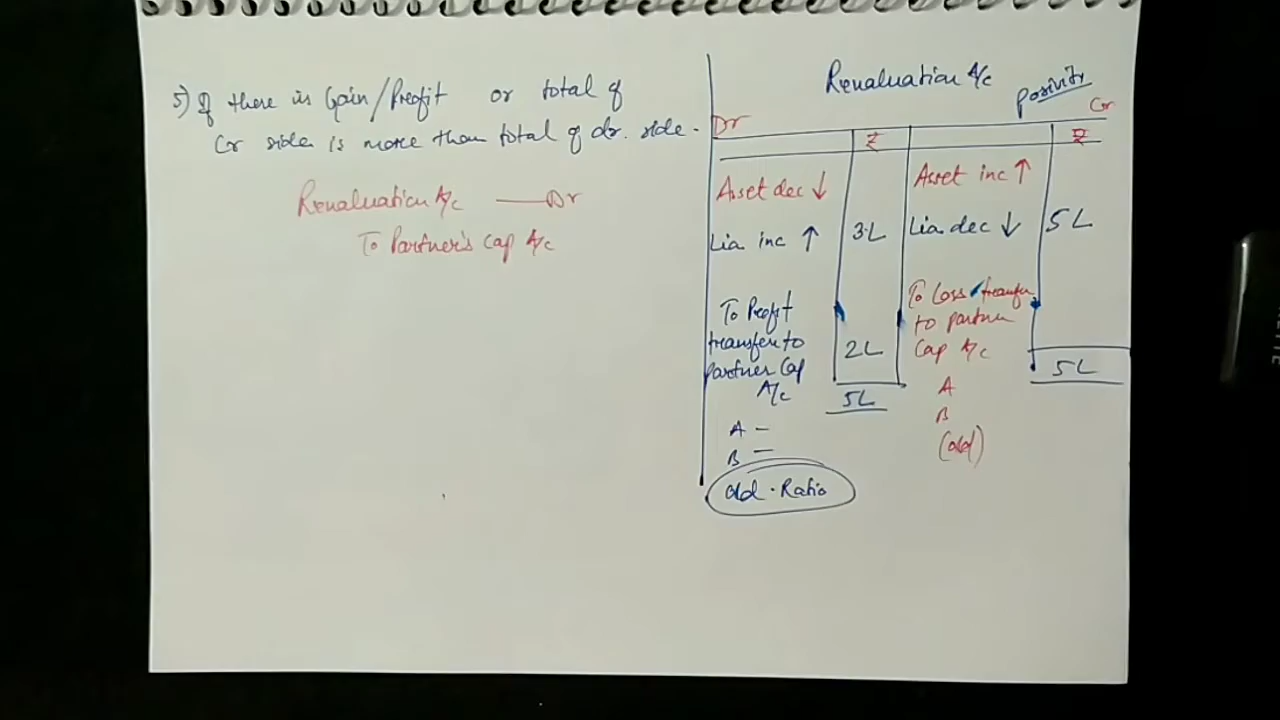 5) If there is Gain/Profit or total of
Cr side is more than total of dr. side.
Revaluation A/c — Dr
To Partner's Cap A/c
Revaluation A/c
positivity
Dr
Cr
₹
₹
Asset dec ↓
Asset inc ↑
Lia inc ↑
3L
Lia dec ↓
5L
To Profit
transfer to
partner Cap
A/c
2L
5L
A –
B –
Old Ratio
To Loss transfer
to partner
Cap A/c
5L
A
B
(old)